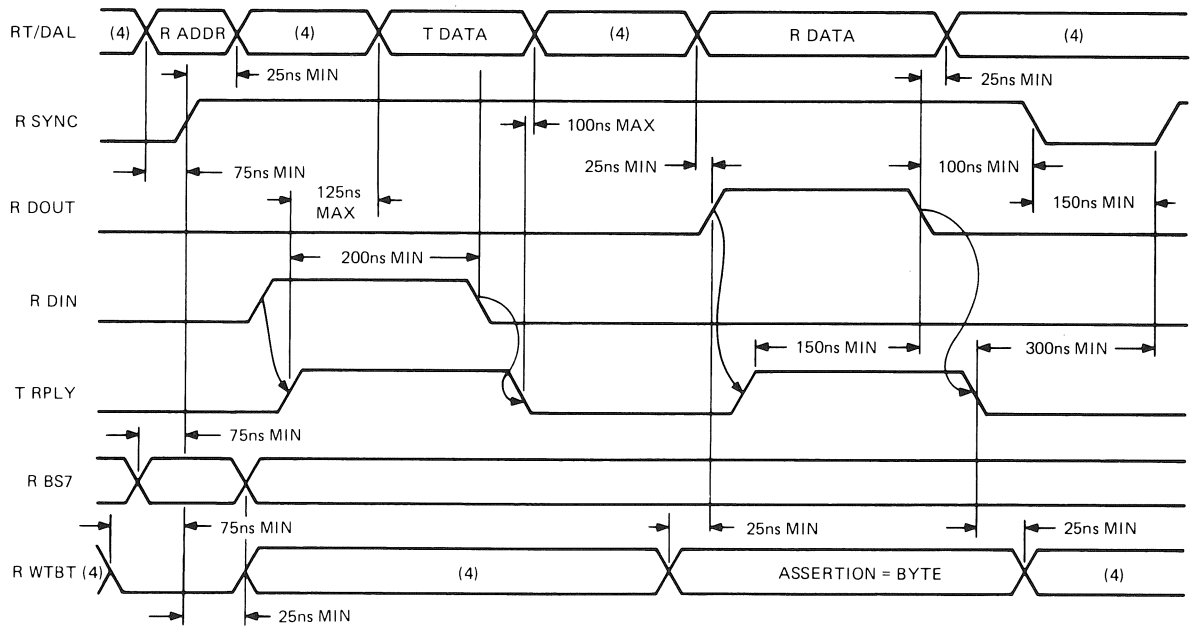 RT/DAL (4) R ADDR (4) T DATA (4) R DATA (4)
25ns MIN 25ns MIN
R SYNC
100ns MAX
75ns MIN 25ns MIN 100ns MIN
125ns
MAX
R DOUT 150ns MIN
200ns MIN
R DIN
150ns MIN 300ns MIN
T RPLY
75ns MIN
R BS7
75ns MIN 25ns MIN 25ns MIN
R WTBT (4) (4) ASSERTION = BYTE (4)
25ns MIN